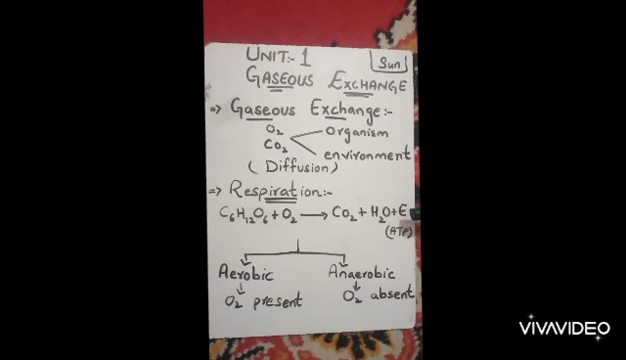 UNIT:- 1
Sun
GASEOUS EXCHANGE
⇒ Gaseous Exchange:-
O₂
CO₂
Organism
environment
(Diffusion)
⇒ Respiration:-
C₆H₁₂O₆ + O₂ → CO₂ + H₂O + E
(ATP)
Aerobic Anaerobic
↓ ↓
O₂ present O₂ absent
VIVAVIDEO